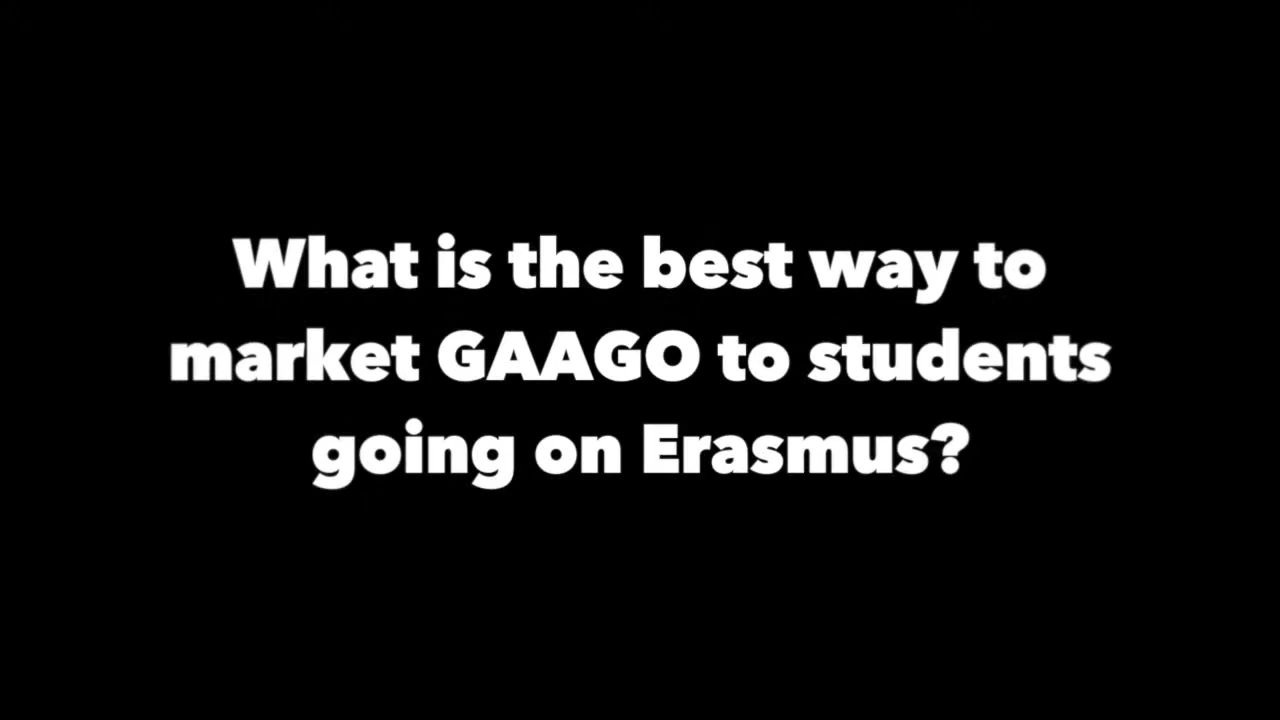 What is the best way to
market GAAGO to students
going on Erasmus?